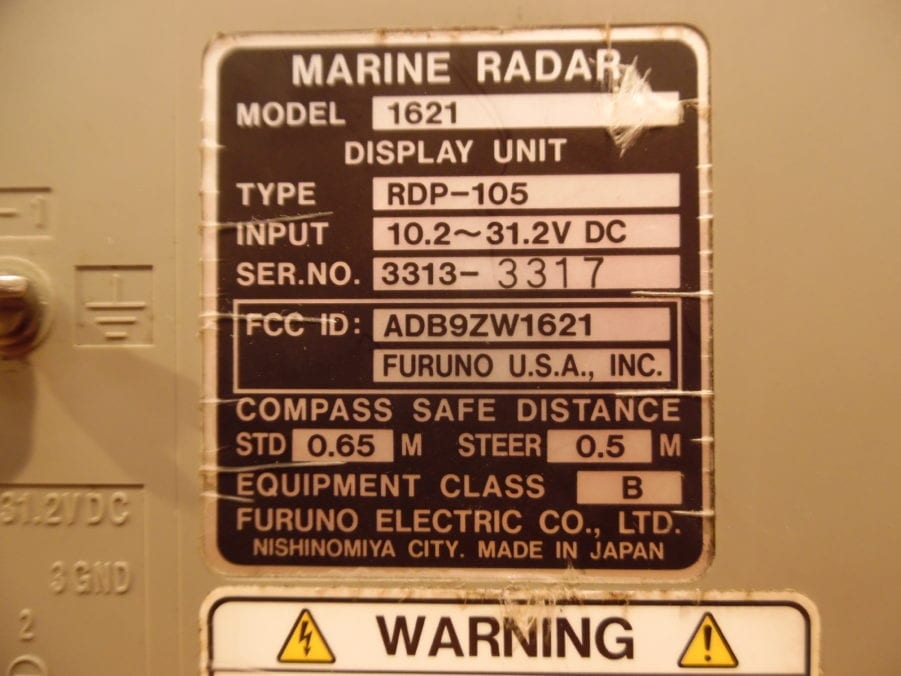 MARINE RADAR
MODEL 1621
DISPLAY UNIT
TYPE RDP-105
INPUT 10.2~31.2V DC
SER.NO. 3313- 3317
FCC ID: ADB9ZW1621
FURUNO U.S.A., INC.
COMPASS SAFE DISTANCE
STD 0.65 M STEER 0.5 M
EQUIPMENT CLASS B
FURUNO ELECTRIC CO., LTD.
NISHINOMIYA CITY. MADE IN JAPAN
WARNING
-1
31.2VDC
3 GND
2